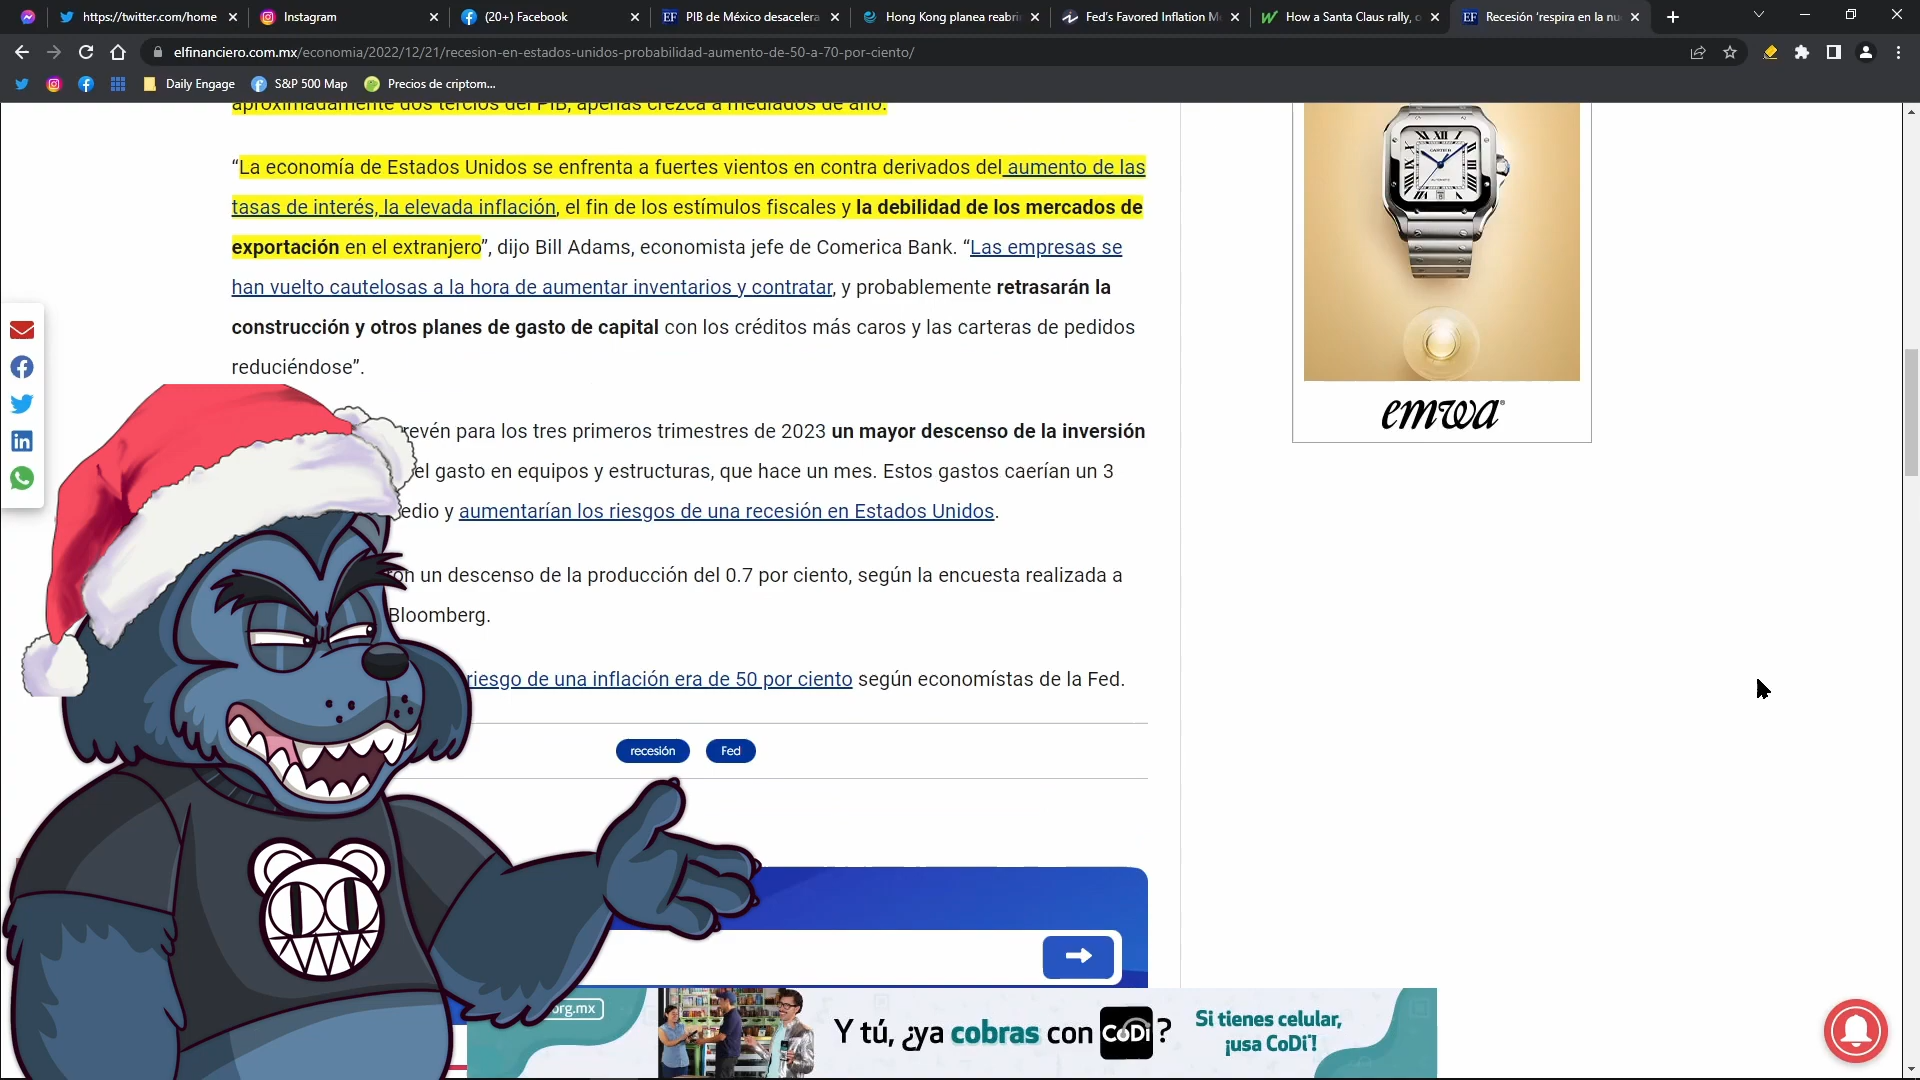 https://twitter.com/home
Instagram
(20+) Facebook
PIB de México desacelera
Hong Kong planea reabri
Fed's Favored Inflation M
How a Santa Claus rally, o
Recesión 'respira en la nu
elfinanciero.com.mx/economia/2022/12/21/recesion-en-estados-unidos-probabilidad-aumento-de-50-a-70-por-ciento/
Daily Engage
S&P 500 Map
Precios de criptom...
aproximadamente dos tercios del PIB, apenas crezca a mediados de año.
“La economía de Estados Unidos se enfrenta a fuertes vientos en contra derivados del aumento de las
tasas de interés, la elevada inflación, el fin de los estímulos fiscales y la debilidad de los mercados de
exportación en el extranjero”, dijo Bill Adams, economista jefe de Comerica Bank. “Las empresas se
han vuelto cautelosas a la hora de aumentar inventarios y contratar, y probablemente retrasarán la
construcción y otros planes de gasto de capital con los créditos más caros y las carteras de pedidos
reduciéndose”.
revén para los tres primeros trimestres de 2023 un mayor descenso de la inversión
el gasto en equipos y estructuras, que hace un mes. Estos gastos caerían un 3
edio y aumentarían los riesgos de una recesión en Estados Unidos.
on un descenso de la producción del 0.7 por ciento, según la encuesta realizada a
Bloomberg.
riesgo de una inflación era de 50 por ciento según economístas de la Fed.
recesión
Fed
emwa
org.mx
Y tú, ¿ya cobras con CoDi?
Si tienes celular,
¡usa CoDi!